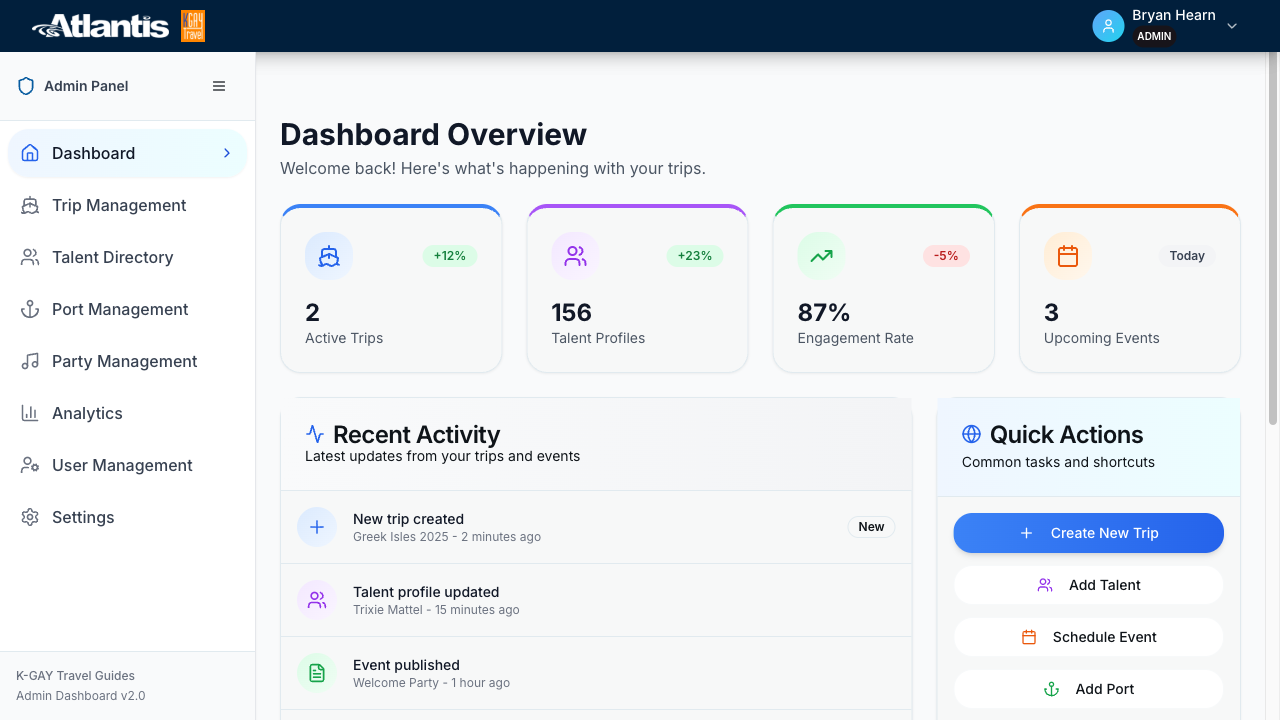 Atlantis
KGAY
Travel
Bryan Hearn
ADMIN
Admin Panel
Dashboard
Trip Management
Talent Directory
Port Management
Party Management
Analytics
User Management
Settings
K-GAY Travel Guides
Admin Dashboard v2.0
Dashboard Overview
Welcome back! Here's what's happening with your trips.
+12%
2
Active Trips
+23%
156
Talent Profiles
-5%
87%
Engagement Rate
Today
3
Upcoming Events
Recent Activity
Latest updates from your trips and events
New trip created
Greek Isles 2025 - 2 minutes ago
New
Talent profile updated
Trixie Mattel - 15 minutes ago
Event published
Welcome Party - 1 hour ago
Quick Actions
Common tasks and shortcuts
Create New Trip
Add Talent
Schedule Event
Add Port